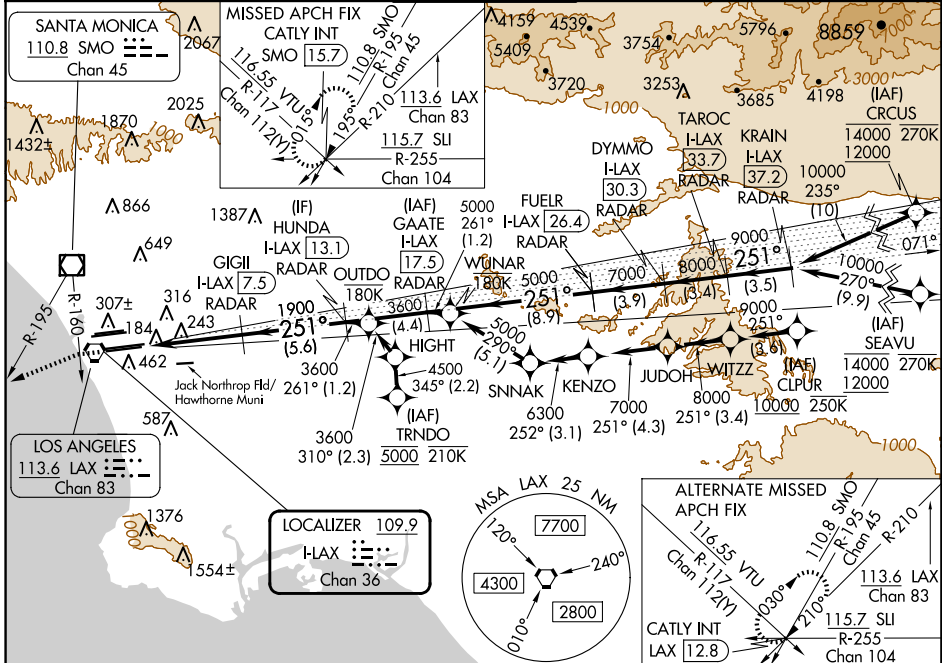 SANTA MONICA
110.8 SMO
Chan 45
2067
MISSED APCH FIX
CATLY INT
SMO 15.7
110.8 SMO
R-195
Chan 45
116.55 VTU
R-117
Chan 112(Y)
015°
195°
R-210
113.6 LAX
Chan 83
115.7 SLI
R-255
Chan 104
4159
4539
5409
3754
5796
8859
3720
3253
3685
4198
3000
1000
1432±
1870
1000
2025
866
649
1387
307±
316
184
243
462
587
1376
1554±
(IAF)
CRCUS
14000 270K
12000
TAROC
I-LAX
33.7
RADAR
KRAIN
I-LAX
37.2
RADAR
10000
235°
(10)
DYMMO
I-LAX
30.3
RADAR
FUELR
I-LAX 26.4
RADAR
5000
261°
(1.2)
WUNAR
180K
(IAF)
GAATE
I-LAX
17.5
RADAR
(IF)
HUNDA
I-LAX 13.1
RADAR
OUTDO
180K
GIGII
I-LAX 7.5
RADAR
1900
251°
(5.6)
3600
(4.4)
5000
251°
(8.9)
7000
(3.9)
8000
(3.4)
9000
251°
(3.5)
071°
10000
270°
(9.9)
(IAF)
SEAVU
14000 270K
12000
9000
251°
(3.6)
(IAF)
CLPUR
10000 250K
WITZZ
8000
251° (3.4)
JUDOH
7000
251° (4.3)
KENZO
6300
252° (3.1)
SNNAK
5000
290°
(5.1)
HIGHT
4500
345° (2.2)
(IAF)
TRNDO
5000 210K
3600
261° (1.2)
3600
310° (2.3)
R-195
R-160
Jack Northrop Fld/
Hawthorne Muni
LOS ANGELES
113.6 LAX
Chan 83
LOCALIZER 109.9
I-LAX
Chan 36
MSA LAX 25 NM
120°
240°
010°
7700
4300
2800
1000
ALTERNATE MISSED
APCH FIX
116.55 VTU
R-117
Chan 112(Y)
110.8 SMO
R-195
Chan 45
R-210
030°
210°
113.6 LAX
Chan 83
CATLY INT
LAX 12.8
115.7 SLI
R-255
Chan 104